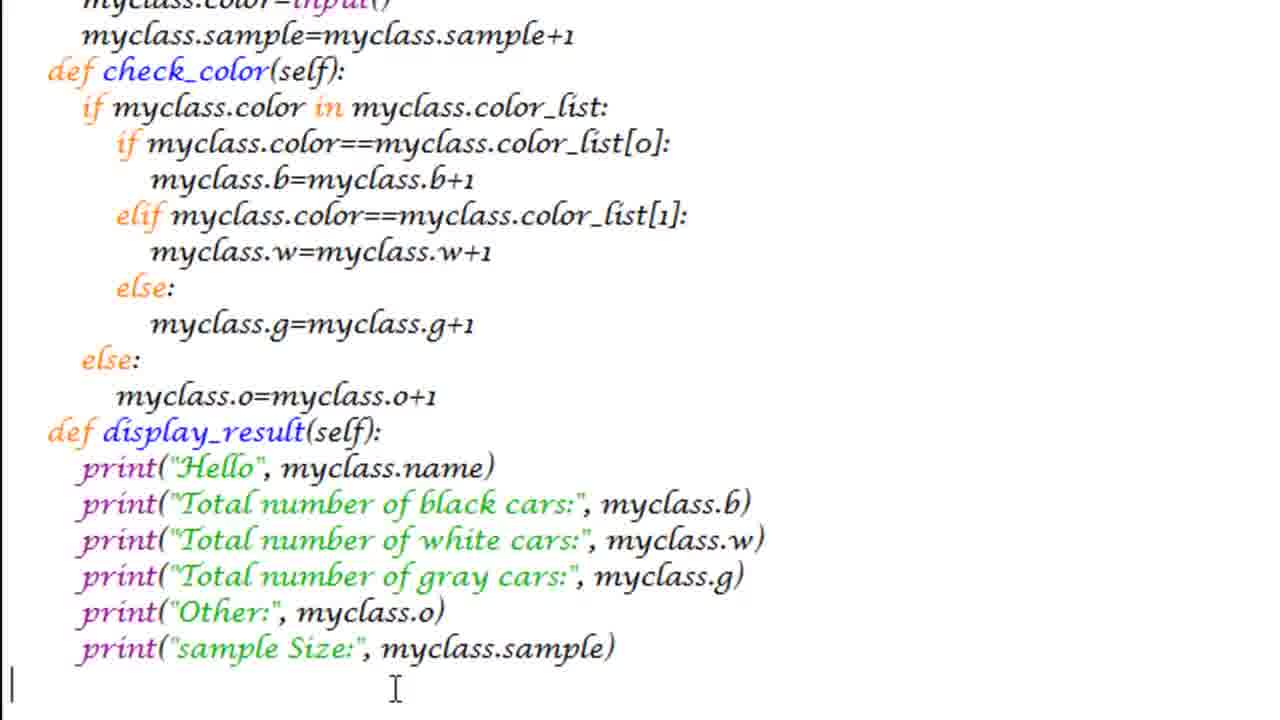 myclass.color=input()
myclass.sample=myclass.sample+1
def check_color(self):
if myclass.color in myclass.color_list:
if myclass.color==myclass.color_list[0]:
myclass.b=myclass.b+1
elif myclass.color==myclass.color_list[1]:
myclass.w=myclass.w+1
else:
myclass.g=myclass.g+1
else:
myclass.o=myclass.o+1
def display_result(self):
print("Hello", myclass.name)
print("Total number of black cars:", myclass.b)
print("Total number of white cars:", myclass.w)
print("Total number of gray cars:", myclass.g)
print("Other:", myclass.o)
print("sample Size:", myclass.sample)